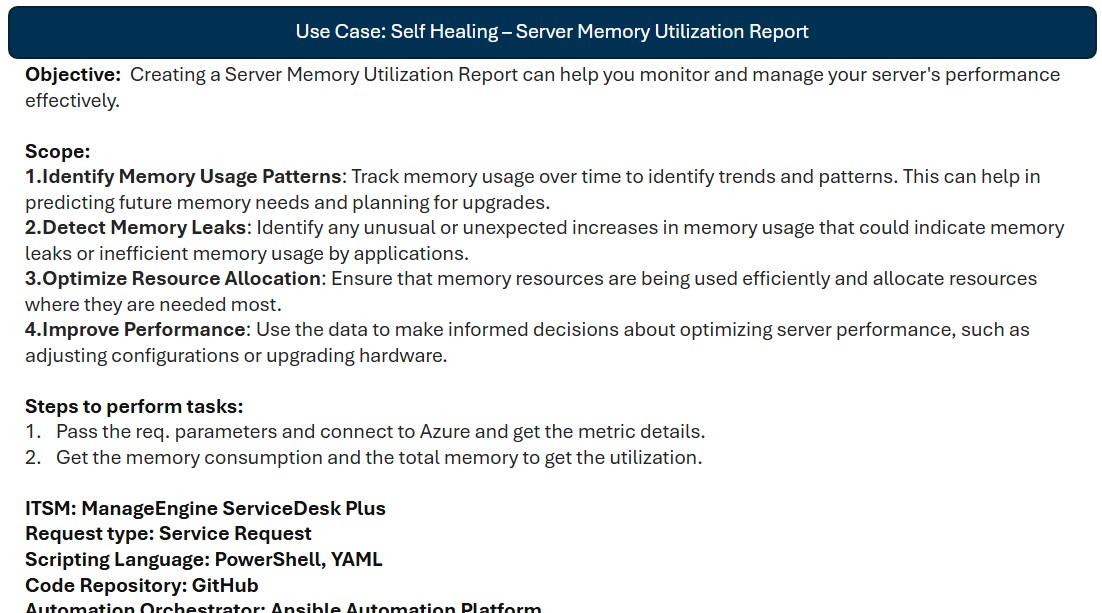 Use Case: Self Healing – Server Memory Utilization Report
Objective: Creating a Server Memory Utilization Report can help you monitor and manage your server's performance
effectively.
Scope:
1.Identify Memory Usage Patterns: Track memory usage over time to identify trends and patterns. This can help in
predicting future memory needs and planning for upgrades.
2.Detect Memory Leaks: Identify any unusual or unexpected increases in memory usage that could indicate memory
leaks or inefficient memory usage by applications.
3.Optimize Resource Allocation: Ensure that memory resources are being used efficiently and allocate resources
where they are needed most.
4.Improve Performance: Use the data to make informed decisions about optimizing server performance, such as
adjusting configurations or upgrading hardware.
Steps to perform tasks:
1. Pass the req. parameters and connect to Azure and get the metric details.
2. Get the memory consumption and the total memory to get the utilization.
ITSM: ManageEngine ServiceDesk Plus
Request type: Service Request
Scripting Language: PowerShell, YAML
Code Repository: GitHub
Automation Orchestrator: Ansible Automation Platform